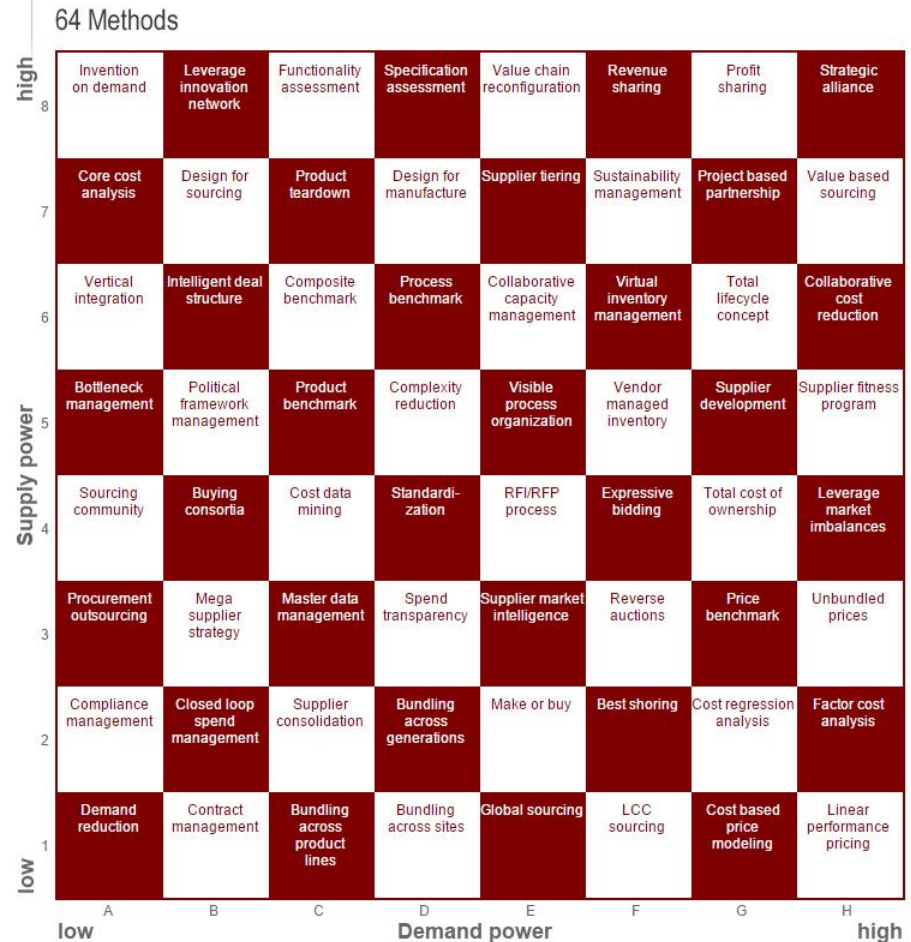 64 Methods
high
8
Invention
on demand
Leverage
innovation
network
Functionality
assessment
Specification
assessment
Value chain
reconfiguration
Revenue
sharing
Profit
sharing
Strategic
alliance
7
Core cost
analysis
Design for
sourcing
Product
teardown
Design for
manufacture
Supplier tiering
Sustainability
management
Project based
partnership
Value based
sourcing
6
Vertical
integration
Intelligent deal
structure
Composite
benchmark
Process
benchmark
Collaborative
capacity
management
Virtual
inventory
management
Total
lifecycle
concept
Collaborative
cost
reduction
Supply power
5
Bottleneck
management
Political
framework
management
Product
benchmark
Complexity
reduction
Visible
process
organization
Vendor
managed
inventory
Supplier
development
Supplier fitness
program
4
Sourcing
community
Buying
consortia
Cost data
mining
Standardi-
zation
RFI/RFP
process
Expressive
bidding
Total cost of
ownership
Leverage
market
imbalances
3
Procurement
outsourcing
Mega
supplier
strategy
Master data
management
Spend
transparency
Supplier market
intelligence
Reverse
auctions
Price
benchmark
Unbundled
prices
2
Compliance
management
Closed loop
spend
management
Supplier
consolidation
Bundling
across
generations
Make or buy
Best shoring
Cost regression
analysis
Factor cost
analysis
1
Demand
reduction
Contract
management
Bundling
across
product
lines
Bundling
across sites
Global sourcing
LCC
sourcing
Cost based
price
modeling
Linear
performance
pricing
low
A B C D E F G H
low Demand power high